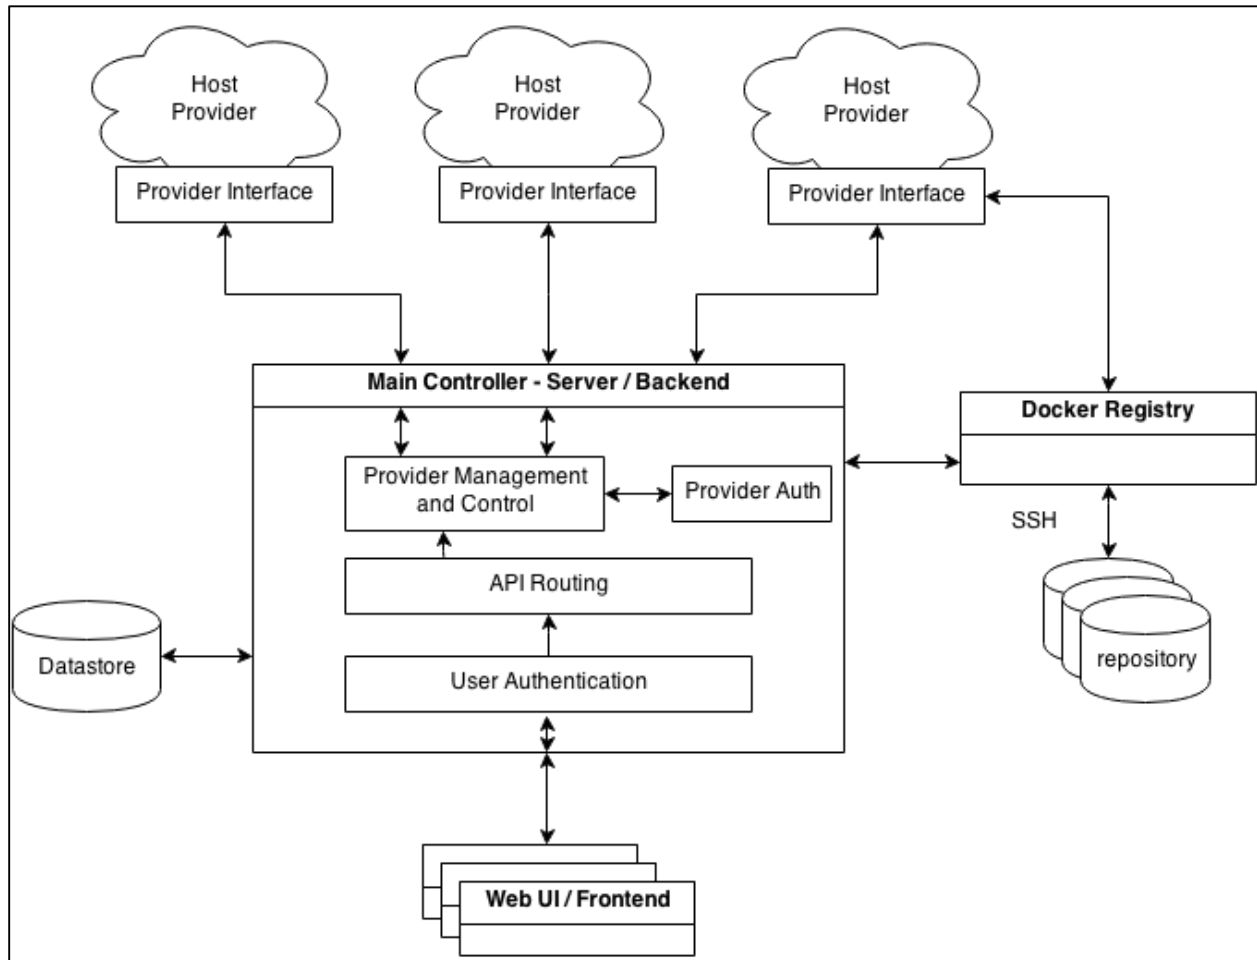 Host
Provider
Host
Provider
Host
Provider
Provider Interface
Provider Interface
Provider Interface
Main Controller - Server / Backend
Docker Registry
Provider Management
and Control
Provider Auth
SSH
API Routing
Datastore
User Authentication
repository
Web UI / Frontend